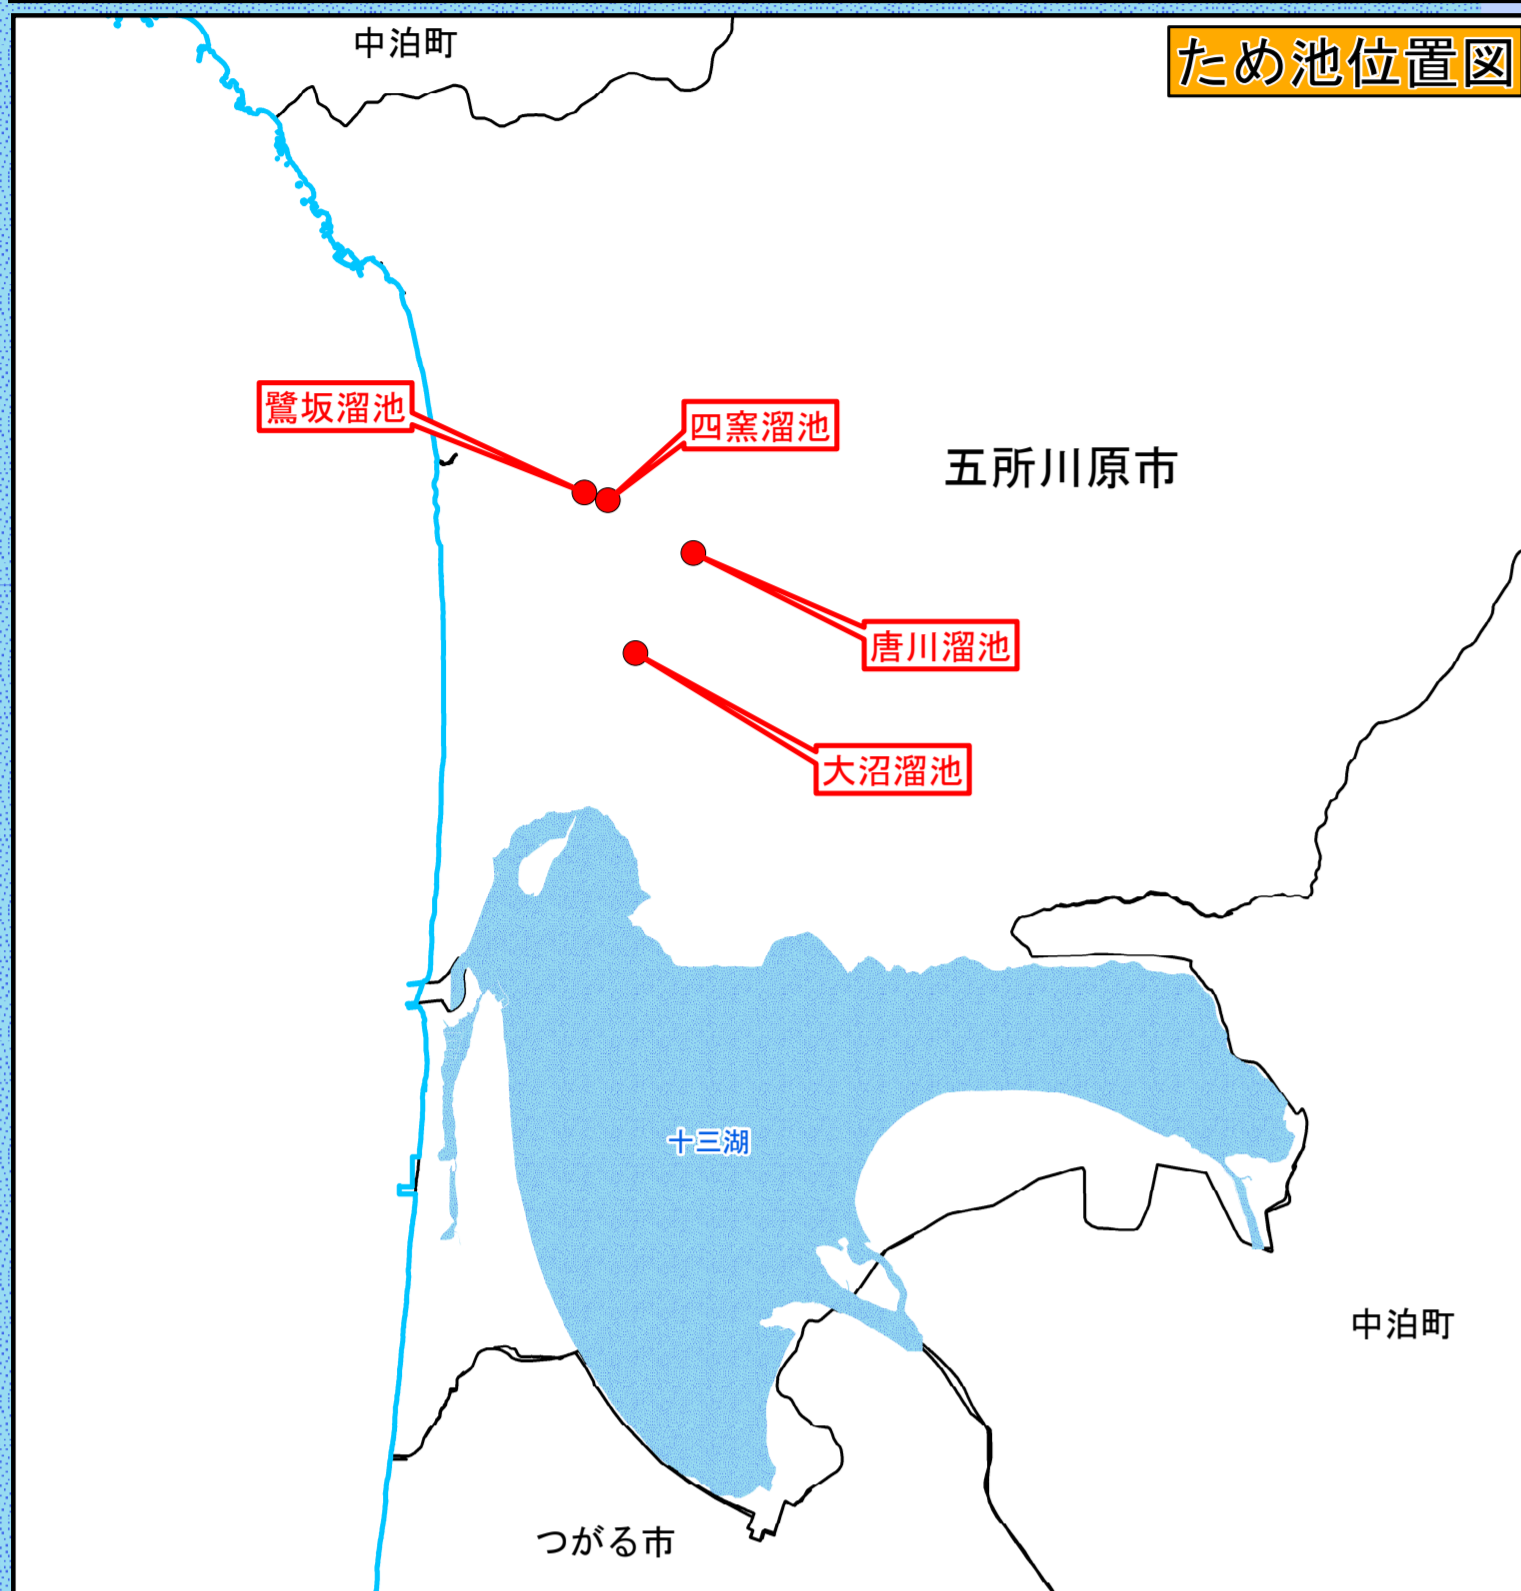 中泊町
ため池位置図
鷺坂溜池
四窯溜池
五所川原市
唐川溜池
大沼溜池
十三湖
中泊町
つがる市